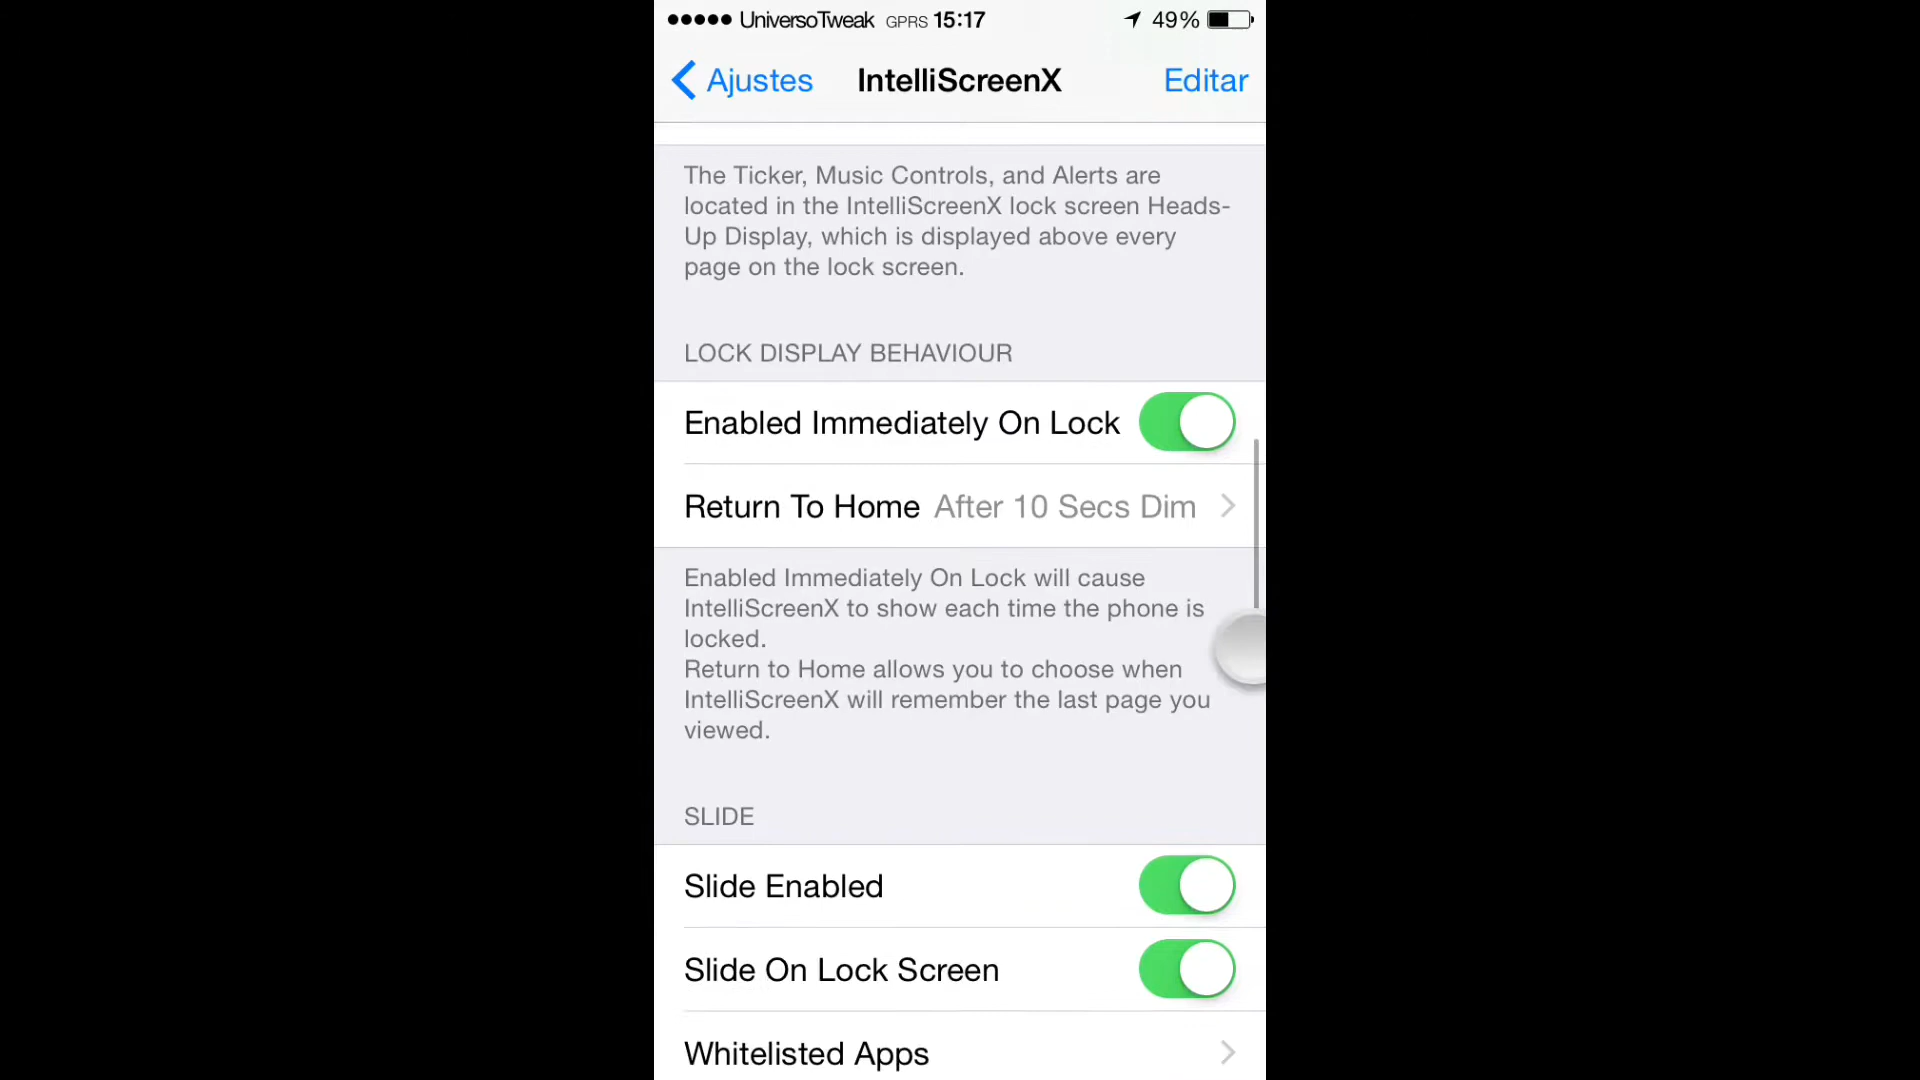 UniversoTweak GPRS 15:17 49%
Ajustes IntelliScreenX Editar
The Ticker, Music Controls, and Alerts are
located in the IntelliScreenX lock screen Heads-
Up Display, which is displayed above every
page on the lock screen.
LOCK DISPLAY BEHAVIOUR
Enabled Immediately On Lock
Return To Home After 10 Secs Dim
Enabled Immediately On Lock will cause
IntelliScreenX to show each time the phone is
locked.
Return to Home allows you to choose when
IntelliScreenX will remember the last page you
viewed.
SLIDE
Slide Enabled
Slide On Lock Screen
Whitelisted Apps